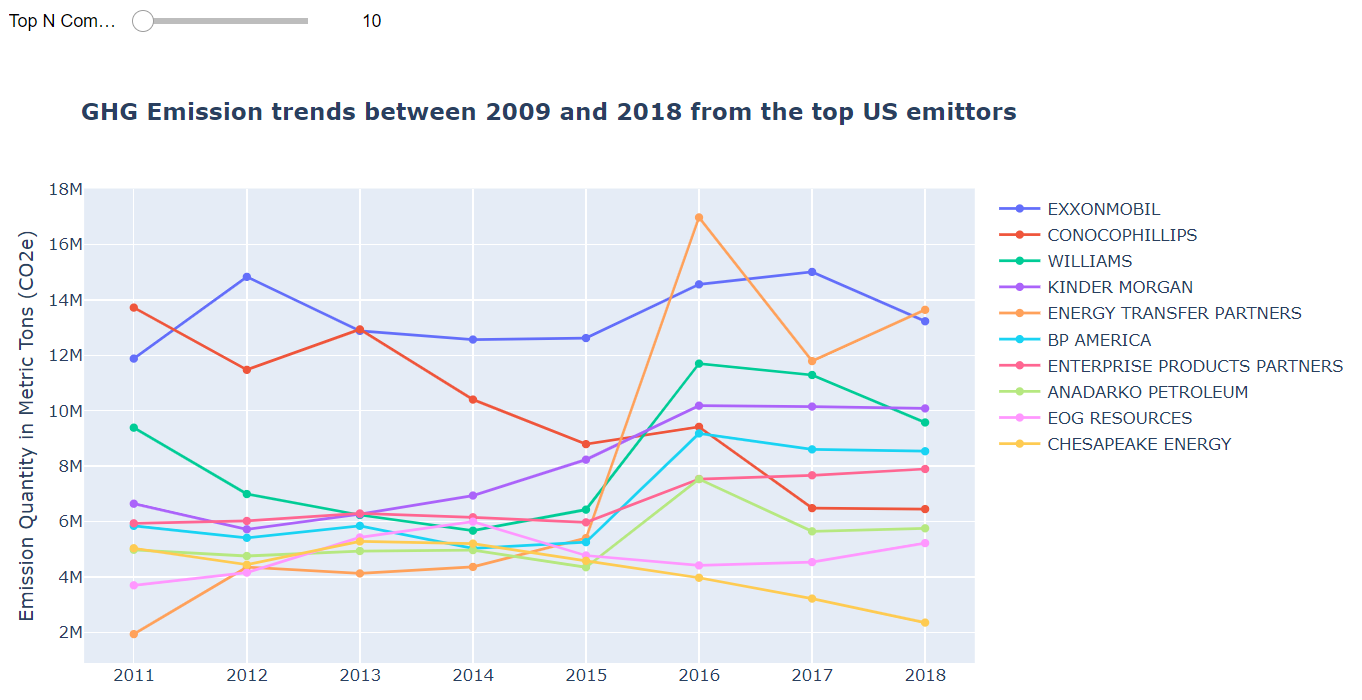 Top N Com…
10
GHG Emission trends between 2009 and 2018 from the top US emittors
Emission Quantity in Metric Tons (CO2e)
18M
16M
14M
12M
10M
8M
6M
4M
2M
2011 2012 2013 2014 2015 2016 2017 2018
EXXONMOBIL
CONOCOPHILLIPS
WILLIAMS
KINDER MORGAN
ENERGY TRANSFER PARTNERS
BP AMERICA
ENTERPRISE PRODUCTS PARTNERS
ANADARKO PETROLEUM
EOG RESOURCES
CHESAPEAKE ENERGY